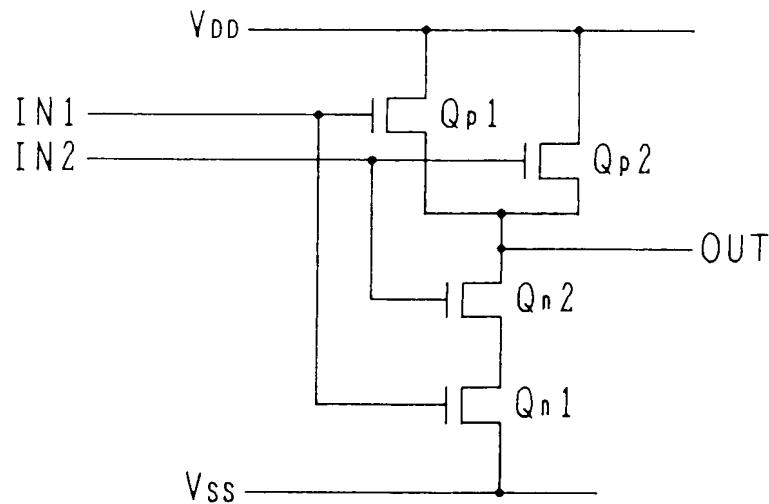 VDD
IN1
Qp1
IN2
Qp2
OUT
Qn2
Qn1
VSS